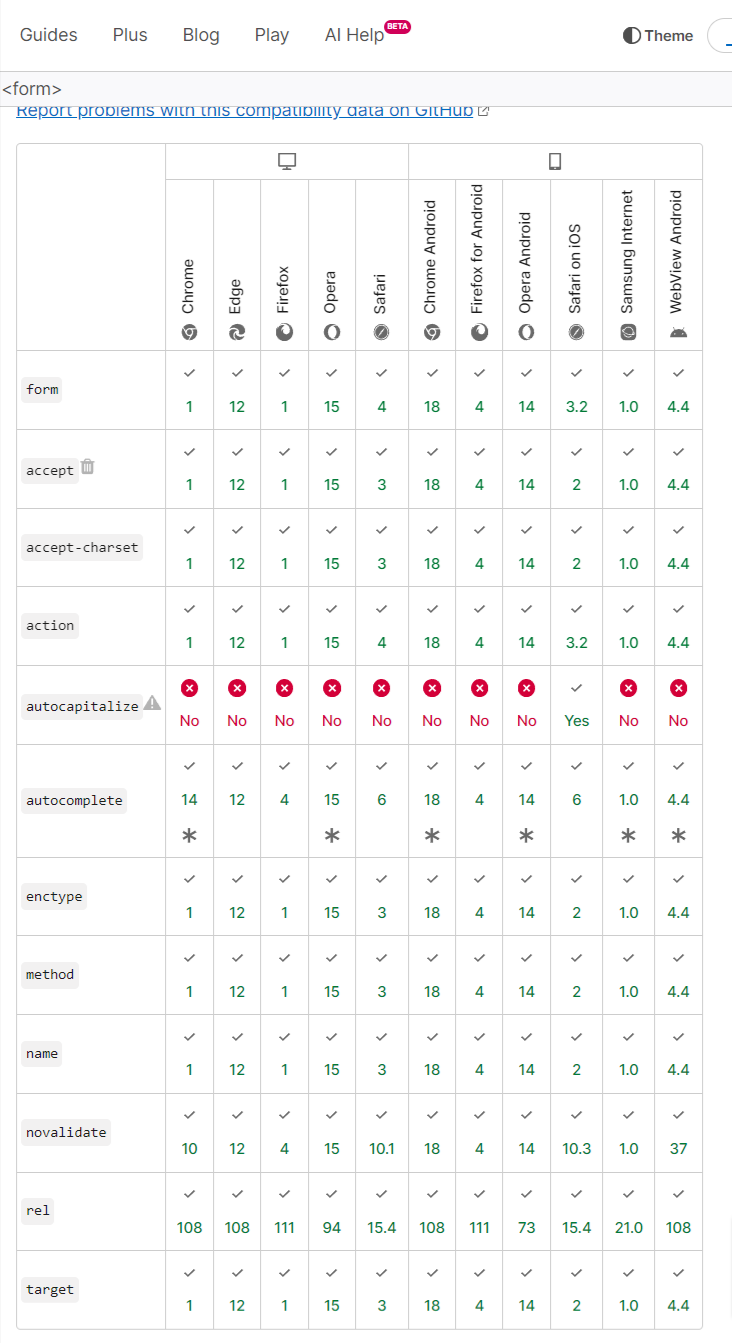 Guides Plus Blog Play AI Help BETA Theme
<form>
Report problems with this compatibility data on GitHub
Chrome Edge Firefox Opera Safari Chrome Android Firefox for Android Opera Android Safari on iOS Samsung Internet WebView Android
form 1 12 1 15 4 18 4 14 3.2 1.0 4.4
accept 1 12 1 15 3 18 4 14 2 1.0 4.4
accept-charset 1 12 1 15 3 18 4 14 2 1.0 4.4
action 1 12 1 15 4 18 4 14 3.2 1.0 4.4
autocapitalize No No No No No No No No Yes No No
autocomplete 14 12 4 15 6 18 4 14 6 1.0 4.4
* * * * * *
enctype 1 12 1 15 3 18 4 14 2 1.0 4.4
method 1 12 1 15 3 18 4 14 2 1.0 4.4
name 1 12 1 15 3 18 4 14 2 1.0 4.4
novalidate 10 12 4 15 10.1 18 4 14 10.3 1.0 37
rel 108 108 111 94 15.4 108 111 73 15.4 21.0 108
target 1 12 1 15 3 18 4 14 2 1.0 4.4